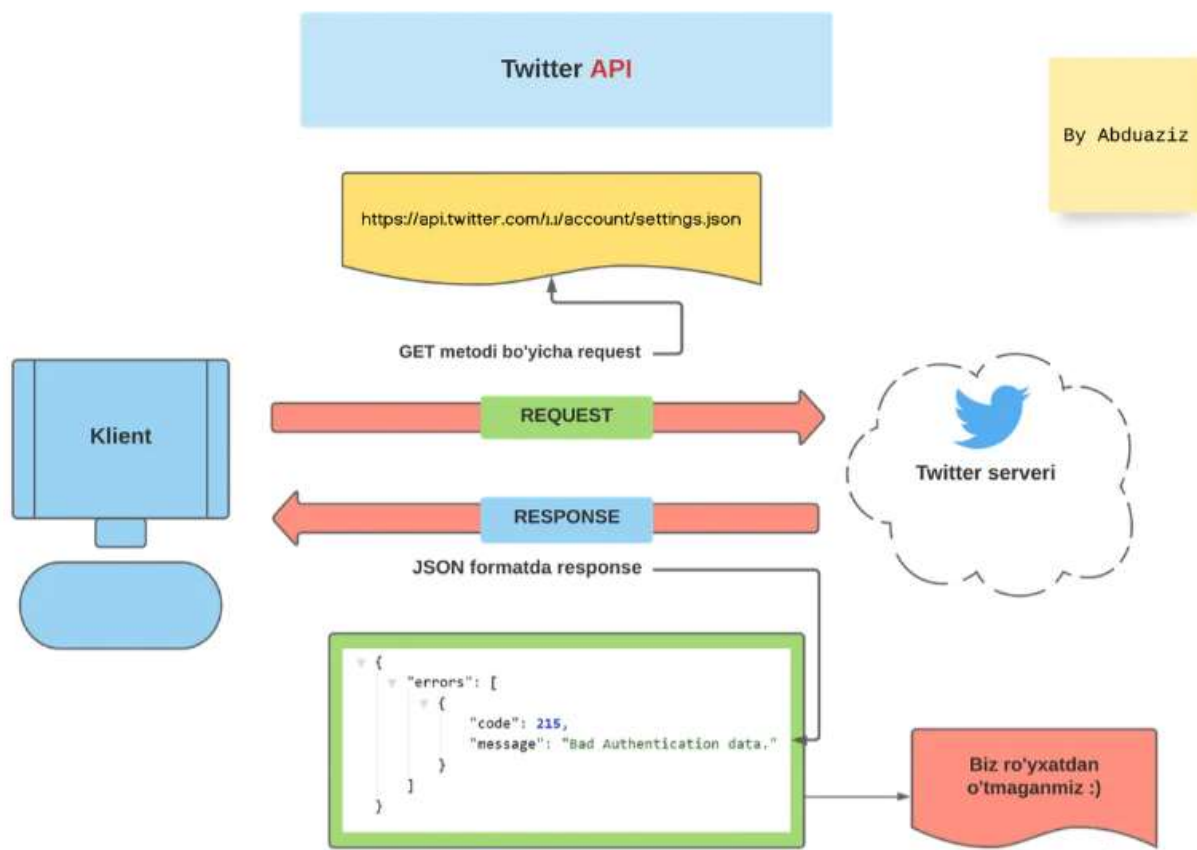 Twitter API
By Abduaziz
https://api.twitter.com/1.1/account/settings.json
GET metodi bo'yicha request
REQUEST
Klient
Twitter serveri
RESPONSE
JSON formatda response
{
"errors": [
{
"code": 215,
"message": "Bad Authentication data."
}
]
}
Biz ro'yxatdan
o'tmaganmiz :)